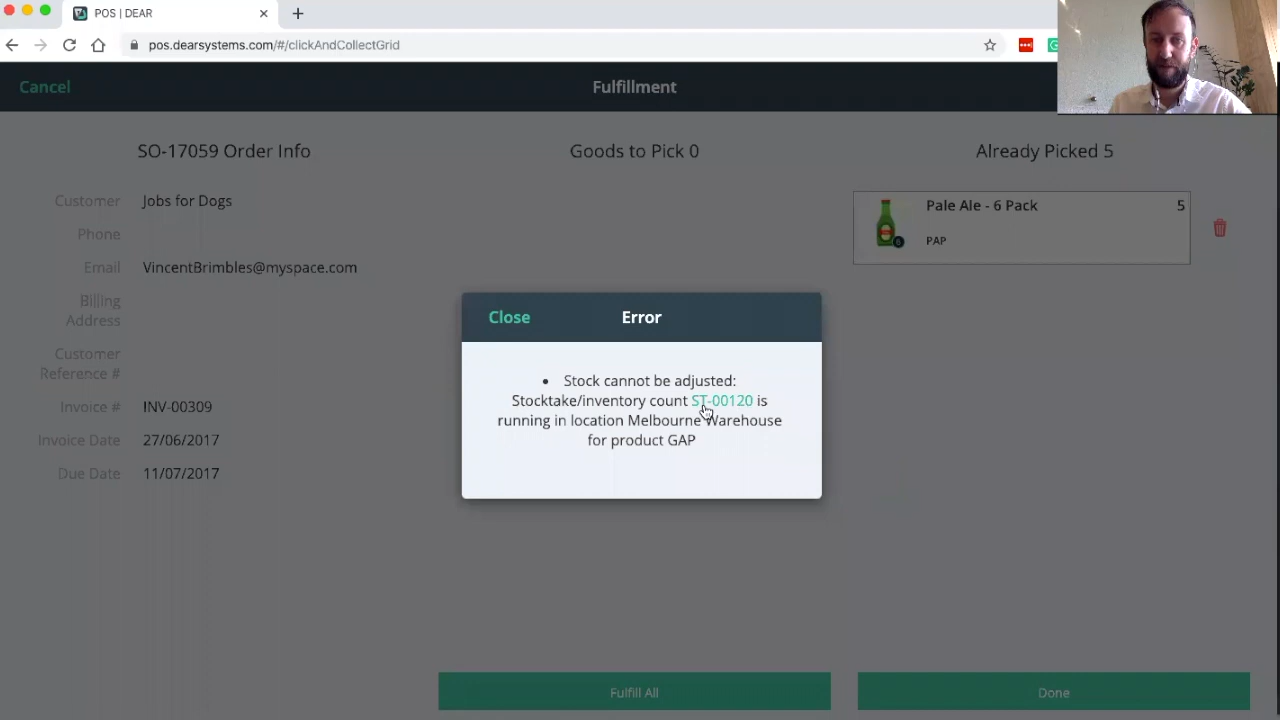 POS | DEAR
pos.dearsystems.com/#/clickAndCollectGrid
Cancel
Fulfillment
SO-17059 Order Info
Goods to Pick 0
Already Picked 5
Customer Jobs for Dogs
Phone
Email VincentBrimbles@myspace.com
Billing
Address
Customer
Reference #
Invoice # INV-00309
Invoice Date 27/06/2017
Due Date 11/07/2017
Pale Ale - 6 Pack 5
PAP
Close
Error
• Stock cannot be adjusted:
Stocktake/inventory count ST-00120 is
running in location Melbourne Warehouse
for product GAP
Fulfill All
Done